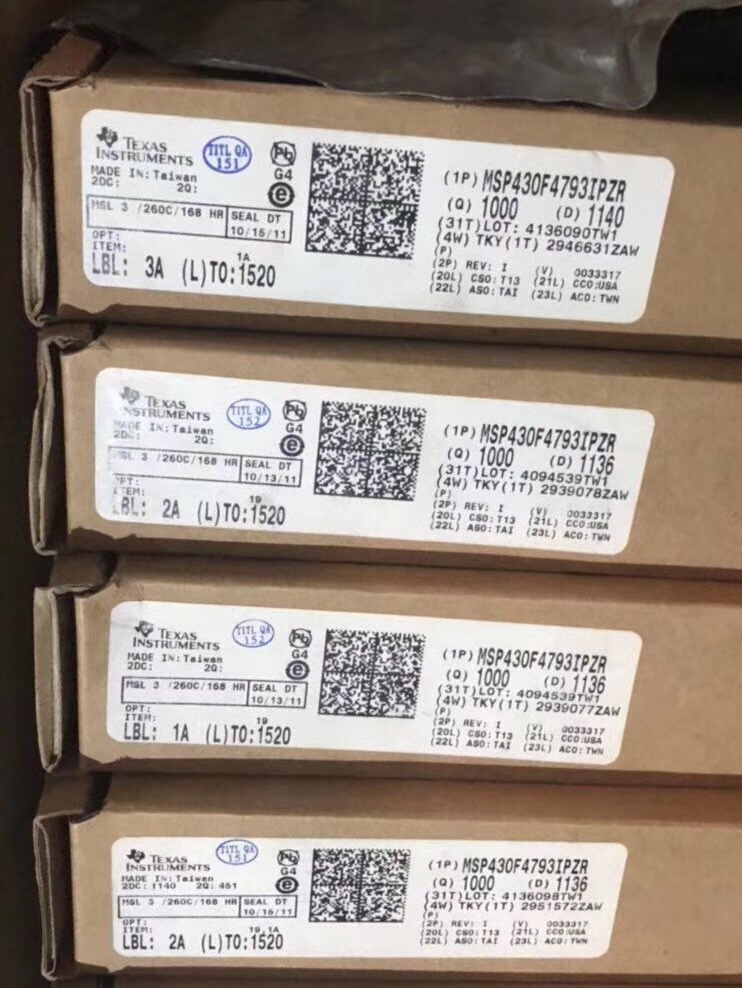 TEXAS
INSTRUMENTS
TITL QA
151
Pb
G4
e
MADE IN: Taiwan
2DC: 2Q:
MSL 3 /260C/168 HR SEAL DT
10/15/11
OPT:
ITEM: 1A
LBL: 3A (L)TO:1520
(1P) MSP430F4793IPZR
(Q) 1000 (D) 1140
(31T)LOT: 4136090TW1
(4W) TKY(1T) 2946631ZAW
(P)
(2P) REV: I (V) 0033317
(20L) CSO:T13 (21L) CCO:USA
(22L) ASO:TAI (23L) ACO:TWN
TEXAS
INSTRUMENTS
TITL QA
152
Pb
G4
e
MADE IN: Taiwan
2DC: 2Q:
MSL 3 /260C/168 HR SEAL DT
10/13/11
OPT:
ITEM: 19
LBL: 2A (L)TO:1520
(1P) MSP430F4793IPZR
(Q) 1000 (D) 1136
(31T)LOT: 4094539TW1
(4W) TKY(1T) 2939078ZAW
(P)
(2P) REV: I (V) 0033317
(20L) CSO:T13 (21L) CCO:USA
(22L) ASO:TAI (23L) ACO:TWN
TEXAS
INSTRUMENTS
TITL QA
152
Pb
G4
e
MADE IN: Taiwan
2DC: 2Q:
MSL 3 /260C/168 HR SEAL DT
10/13/11
OPT:
ITEM: 19
LBL: 1A (L)TO:1520
(1P) MSP430F4793IPZR
(Q) 1000 (D) 1136
(31T)LOT: 4094539TW1
(4W) TKY(1T) 2939077ZAW
(P)
(2P) REV: I (V) 0033317
(20L) CSO:T13 (21L) CCO:USA
(22L) ASO:TAI (23L) ACO:TWN
TEXAS
INSTRUMENTS
TITL QA
151
Pb
G4
e
MADE IN: Taiwan
2DC: 1140 2Q: 451
MSL 3 /260C/168 HR SEAL DT
10/15/11
OPT:
ITEM: 19,1A
LBL: 2A (L)TO:1520
(1P) MSP430F4793IPZR
(Q) 1000 (D) 1136
(31T)LOT: 4136098TW1
(4W) TKY(1T) 2951572ZAW
(P)
(2P) REV: I (V) 0033317
(20L) CSO:T13 (21L) CCO:USA
(22L) ASO:TAI (23L) ACO:TWN